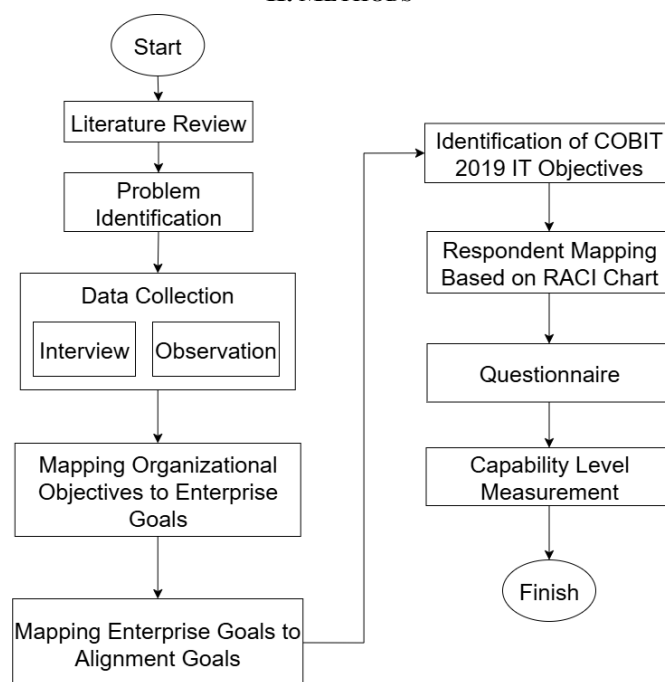 II. METHODS
Start
Literature Review
Problem
Identification
Data Collection
Interview
Observation
Mapping Organizational
Objectives to Enterprise
Goals
Mapping Enterprise Goals to
Alignment Goals
Identification of COBIT
2019 IT Objectives
Respondent Mapping
Based on RACI Chart
Questionnaire
Capability Level
Measurement
Finish